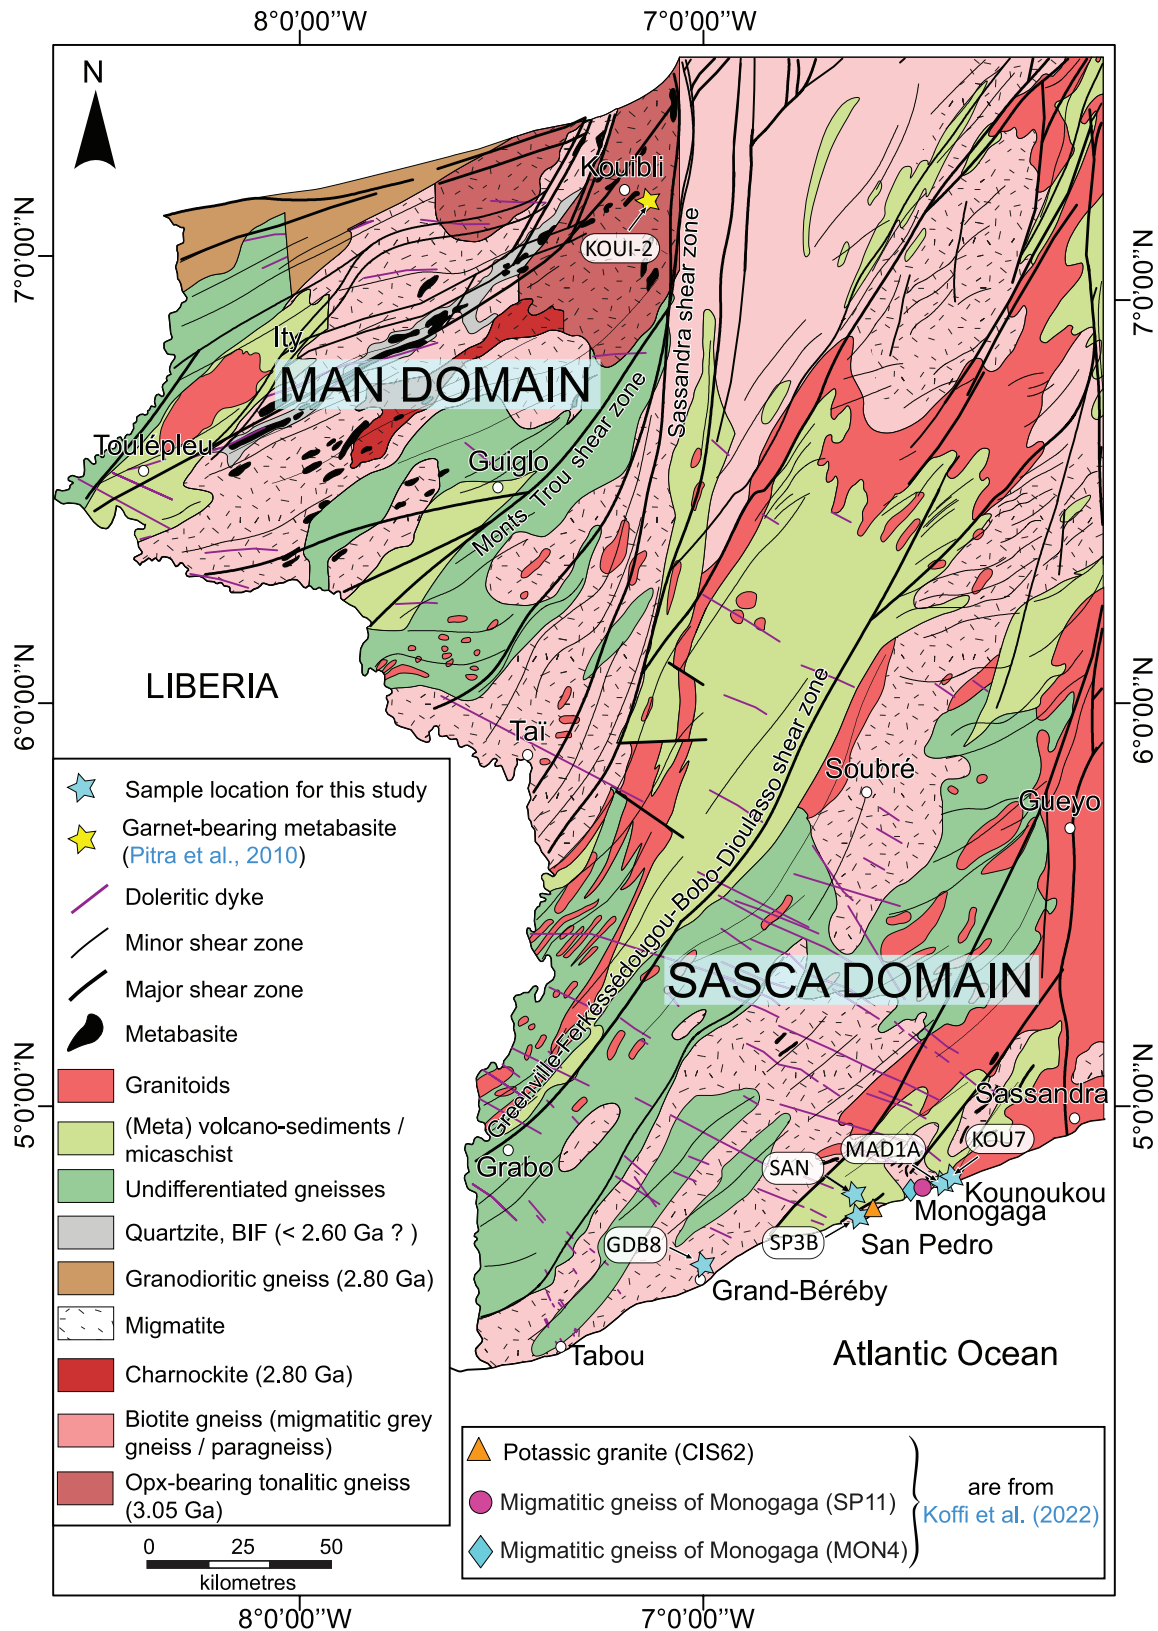 8°0'00''W
7°0'00''W
N
Kouibli
KOUI-2
Sassandra shear zone
7°0'00''N
7°0'00''N
Ity
MAN DOMAIN
Toulépleu
Guiglo
Monts Trou shear zone
LIBERIA
6°0'00''N
6°0'00''N
Taï
Soubré
Gueyo
Greenville-Ferkéssédougou-Bobo-Dioulasso shear zone
SASCA DOMAIN
5°0'00''N
5°0'00''N
Sassandra
Grabo
SAN
MAD1A
KOU7
Kounoukou
Monogaga
GDB8
SP3B
San Pedro
Grand-Béréby
Tabou
Atlantic Ocean
Sample location for this study
Garnet-bearing metabasite
(Pitra et al., 2010)
Doleritic dyke
Minor shear zone
Major shear zone
Metabasite
Granitoids
(Meta) volcano-sediments /
micaschist
Undifferentiated gneisses
Quartzite, BIF (< 2.60 Ga ? )
Granodioritic gneiss (2.80 Ga)
Migmatite
Charnockite (2.80 Ga)
Biotite gneiss (migmatitic grey
gneiss / paragneiss)
Opx-bearing tonalitic gneiss
(3.05 Ga)
0 25 50
kilometres
Potassic granite (CIS62)
Migmatitic gneiss of Monogaga (SP11)
Migmatitic gneiss of Monogaga (MON4)
are from
Koffi et al. (2022)
8°0'00''W
7°0'00''W